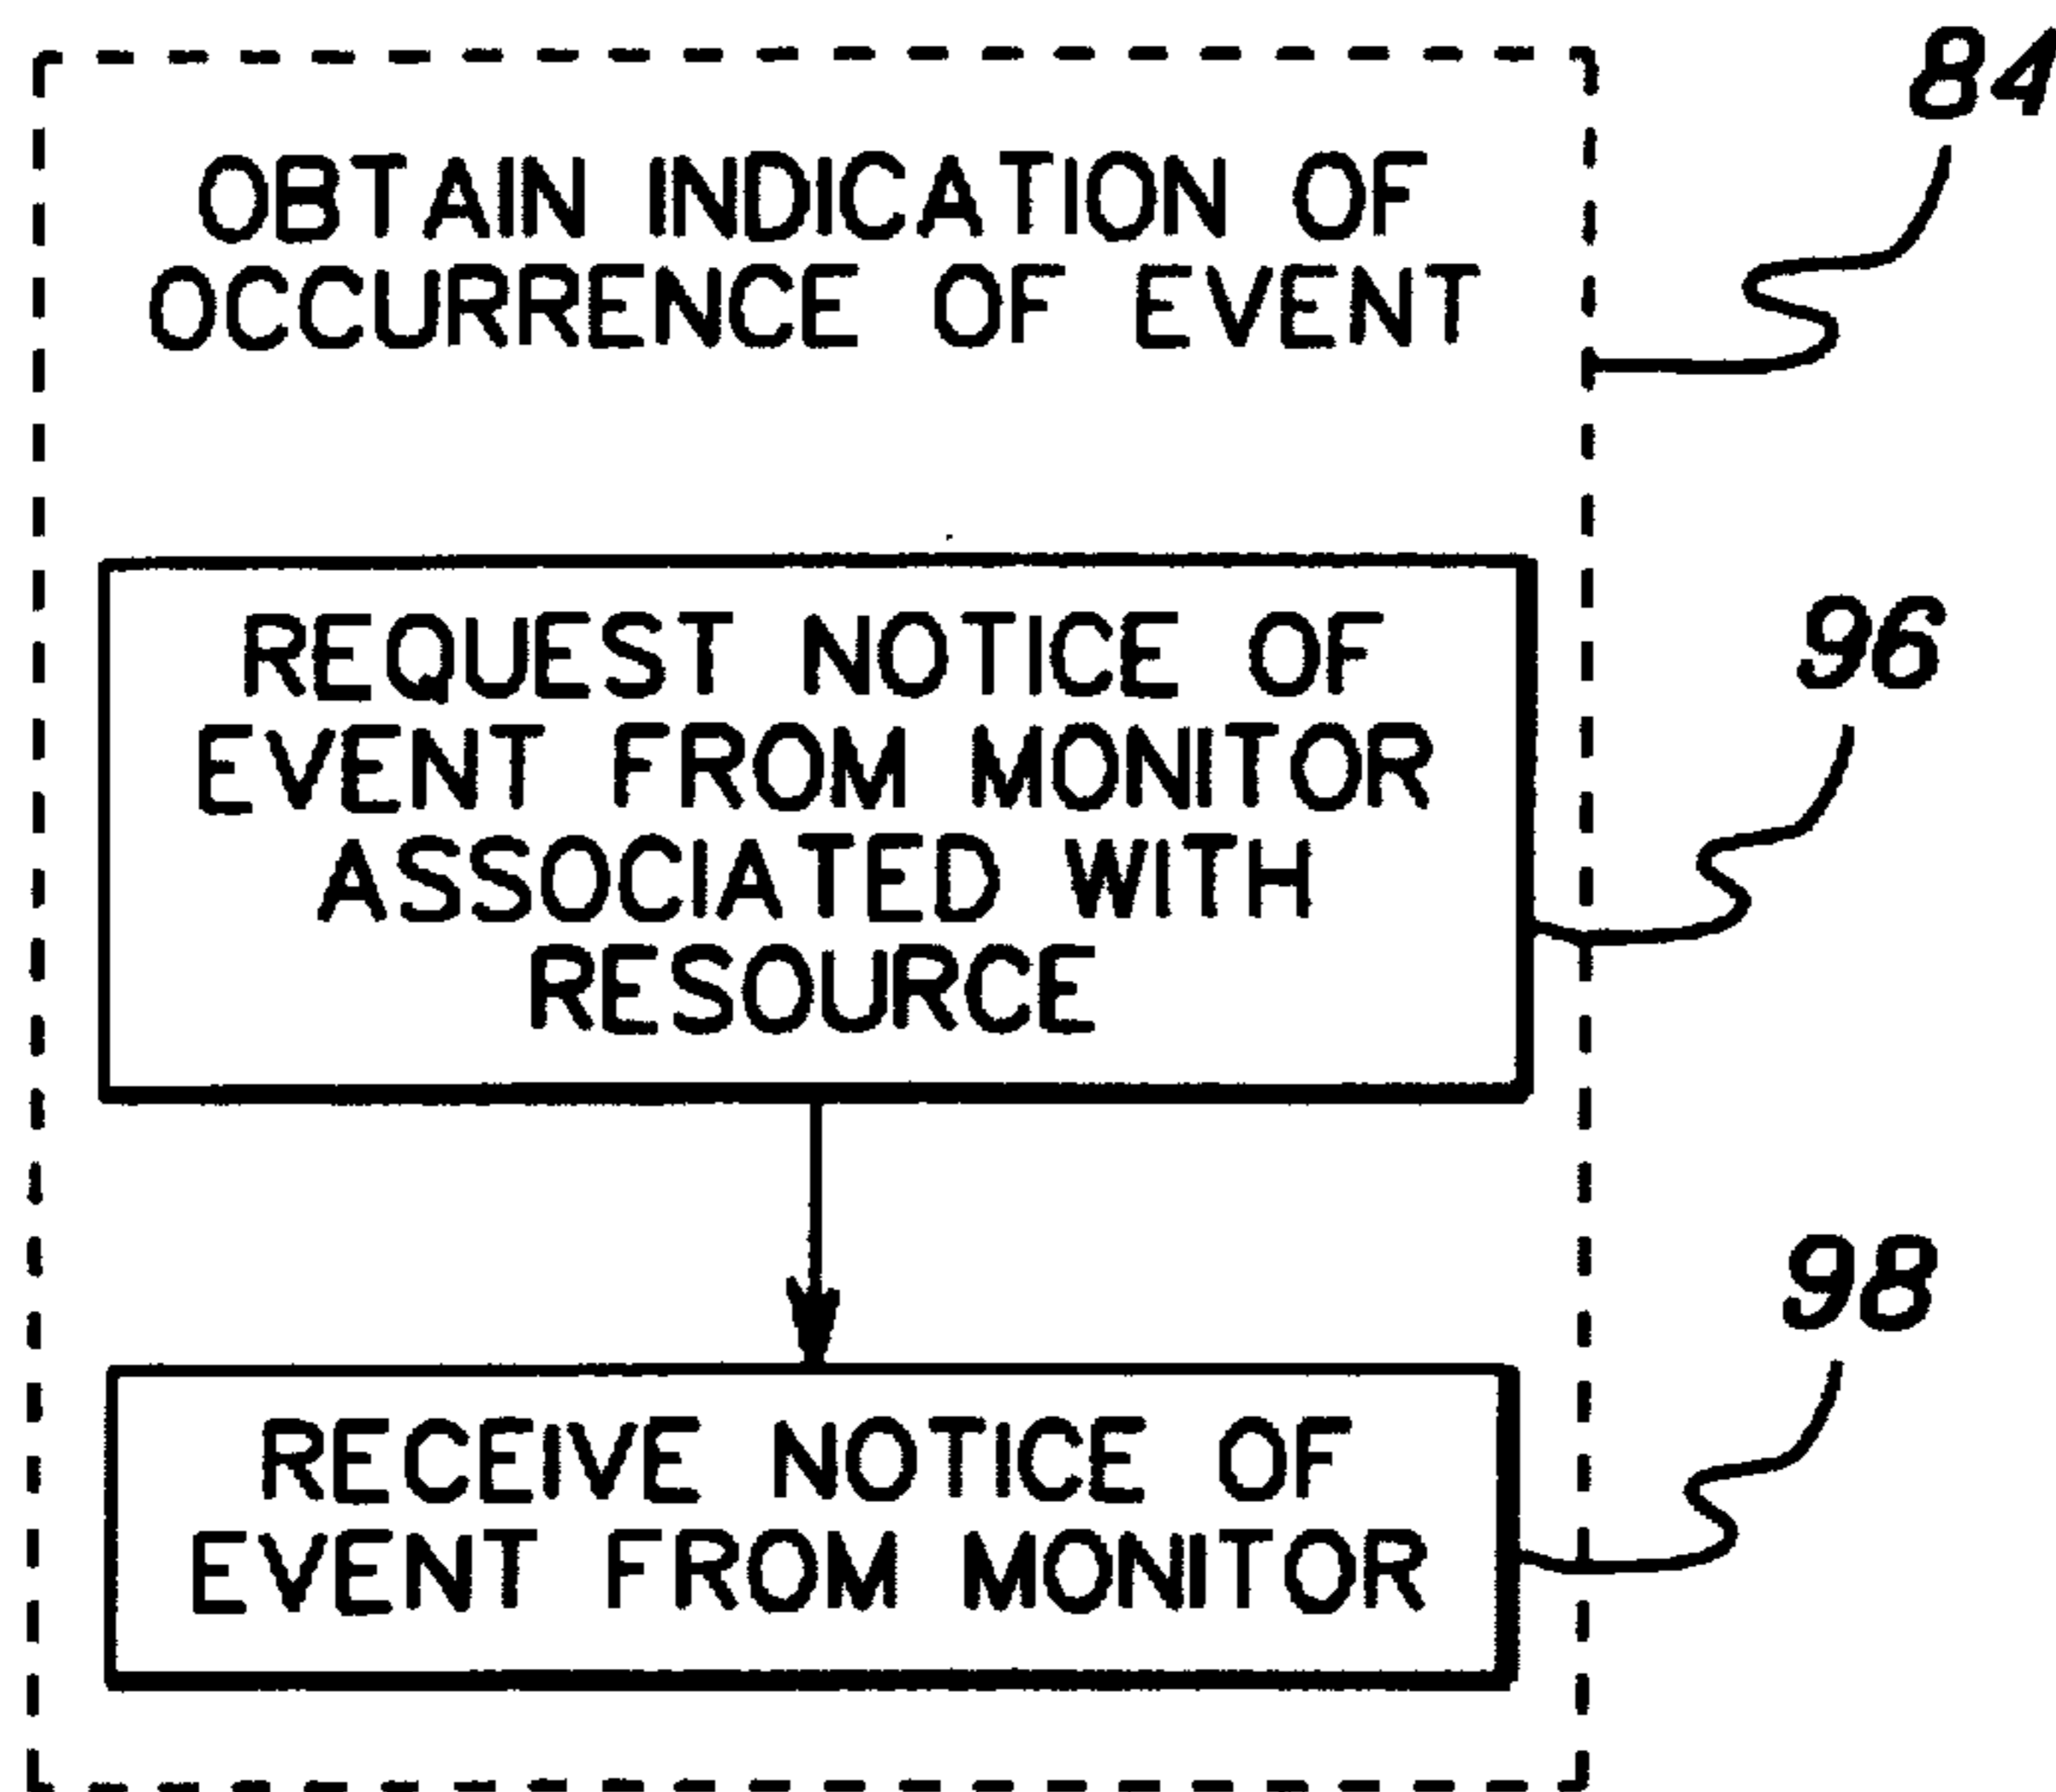 84
OBTAIN INDICATION OF
OCCURRENCE OF EVENT
96
REQUEST NOTICE OF
EVENT FROM MONITOR
ASSOCIATED WITH
RESOURCE
98
RECEIVE NOTICE OF
EVENT FROM MONITOR